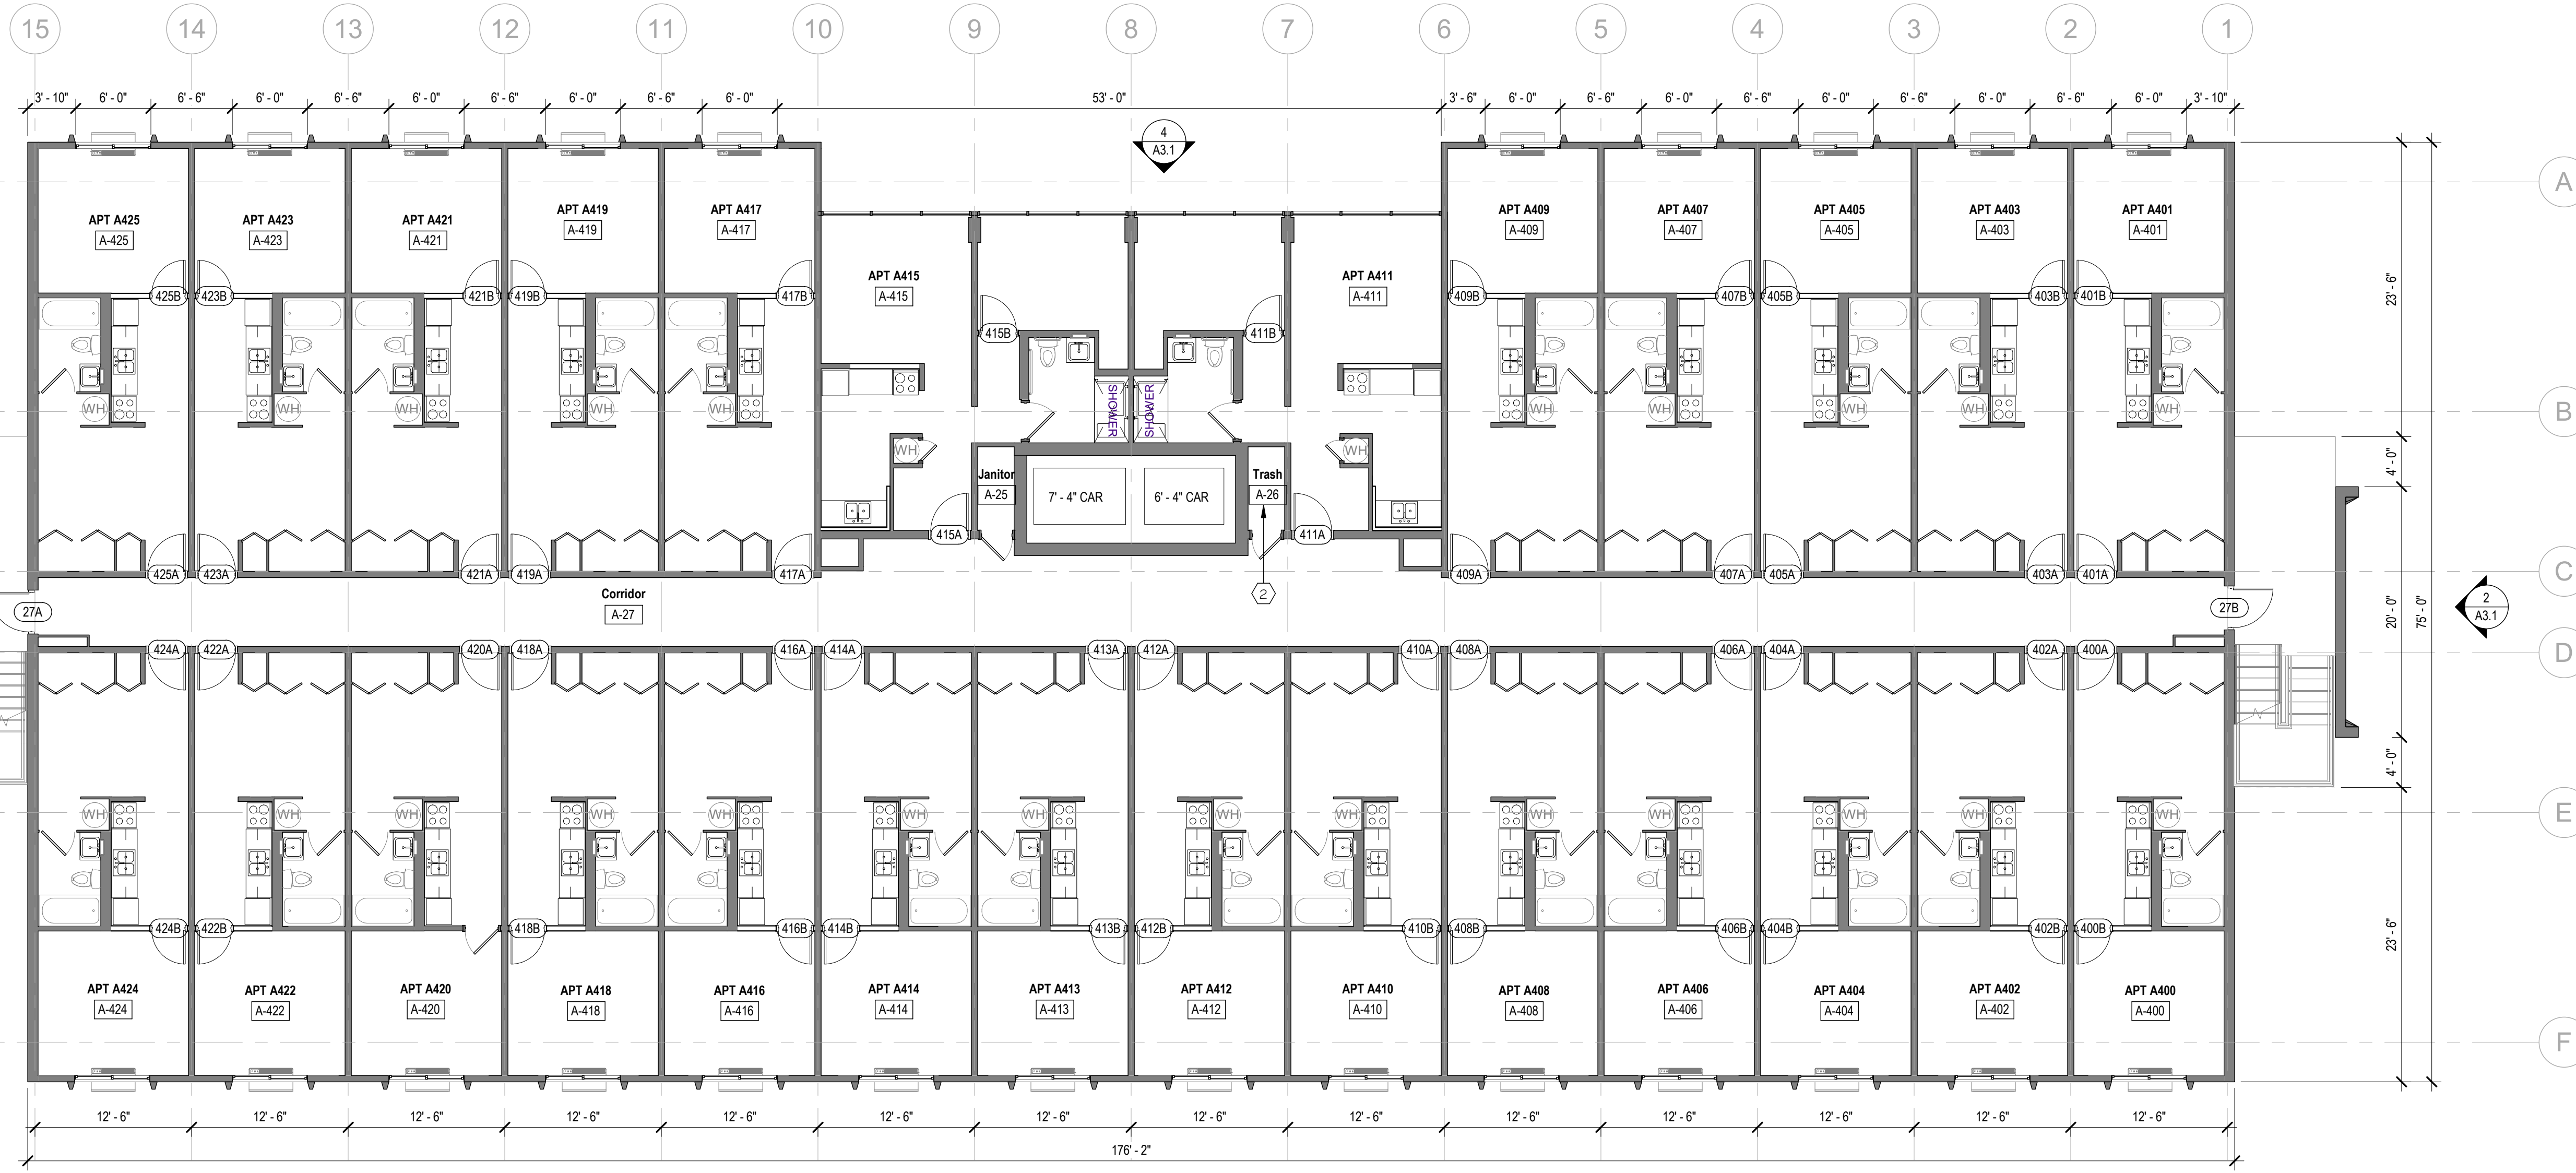 15 14 13 12 11 10 9 8 7 6 5 4 3 2 1
3' - 10" 6' - 0" 6' - 6" 6' - 0" 6' - 6" 6' - 0" 6' - 6" 6' - 0" 6' - 6" 6' - 0" 53' - 0" 3' - 6" 6' - 0" 6' - 6" 6' - 0" 6' - 6" 6' - 0" 6' - 6" 6' - 0" 6' - 6" 6' - 0" 3' - 10"
4
A3.1
A
APT A425 APT A423 APT A421 APT A419 APT A417 APT A409 APT A407 APT A405 APT A403 APT A401
A-425 A-423 A-421 A-419 A-417 A-409 A-407 A-405 A-403 A-401
APT A415 APT A411
A-415 A-411
425B 423B 421B 419B 417B 409B 407B 405B 403B 401B
23' - 6"
415B 411B
SHOWER SHOWER
WH WH WH WH WH WH WH WH WH WH
B
WH WH
4' - 0"
Janitor Trash
A-25 7' - 4" CAR 6' - 4" CAR A-26
415A 411A
425A 423A 421A 419A 417A 409A 407A 405A 403A 401A
C
Corridor
A-27
2
27A 27B
20' - 0" 75' - 0"
2
A3.1
424A 422A 420A 418A 416A 414A 413A 412A 410A 408A 406A 404A 402A 400A
D
4' - 0"
WH WH WH WH WH WH WH WH WH WH WH WH WH WH
E
424B 422B 418B 416B 414B 413B 412B 410B 408B 406B 404B 402B 400B
23' - 6"
APT A424 APT A422 APT A420 APT A418 APT A416 APT A414 APT A413 APT A412 APT A410 APT A408 APT A406 APT A404 APT A402 APT A400
A-424 A-422 A-420 A-418 A-416 A-414 A-413 A-412 A-410 A-408 A-406 A-404 A-402 A-400
F
12' - 6" 12' - 6" 12' - 6" 12' - 6" 12' - 6" 12' - 6" 12' - 6" 12' - 6" 12' - 6" 12' - 6" 12' - 6" 12' - 6" 12' - 6" 12' - 6"
176' - 2"